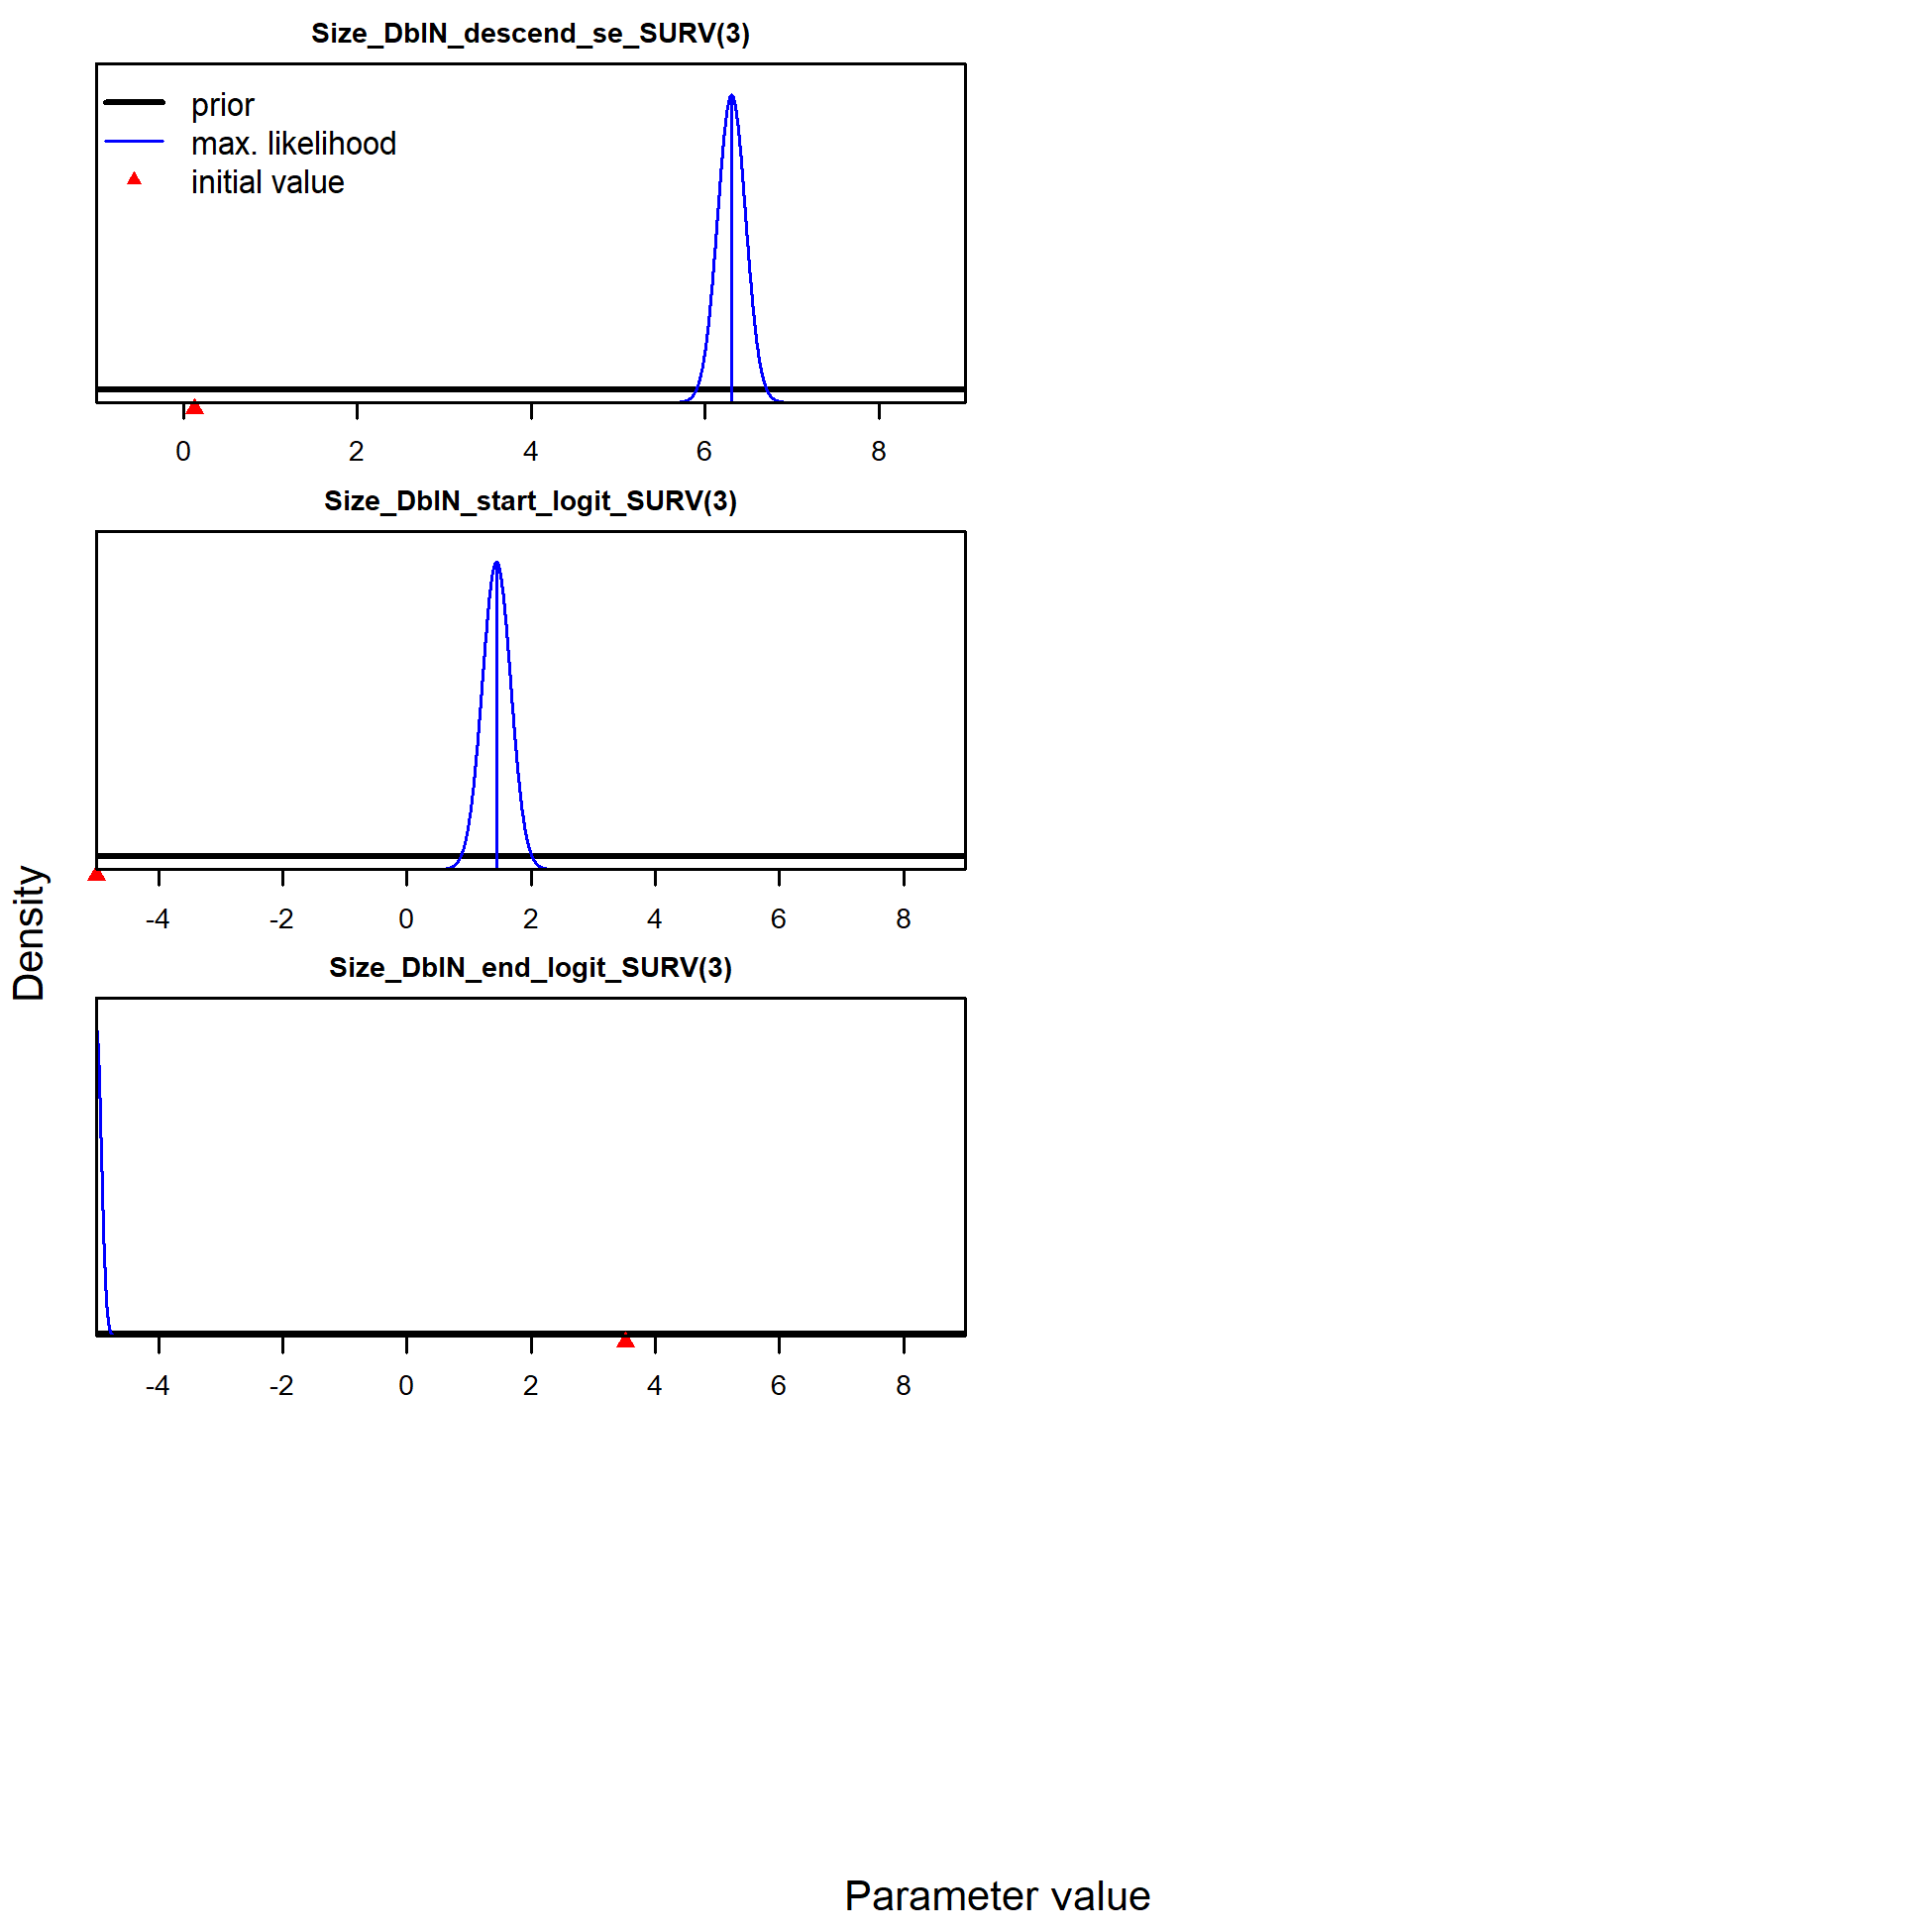 Size_DblN_descend_se_SURV(3)
prior
max. likelihood
initial value
0 2 4 6 8
Size_DblN_start_logit_SURV(3)
-4 -2 0 2 4 6 8
Size_DblN_end_logit_SURV(3)
-4 -2 0 2 4 6 8
Density
Parameter value